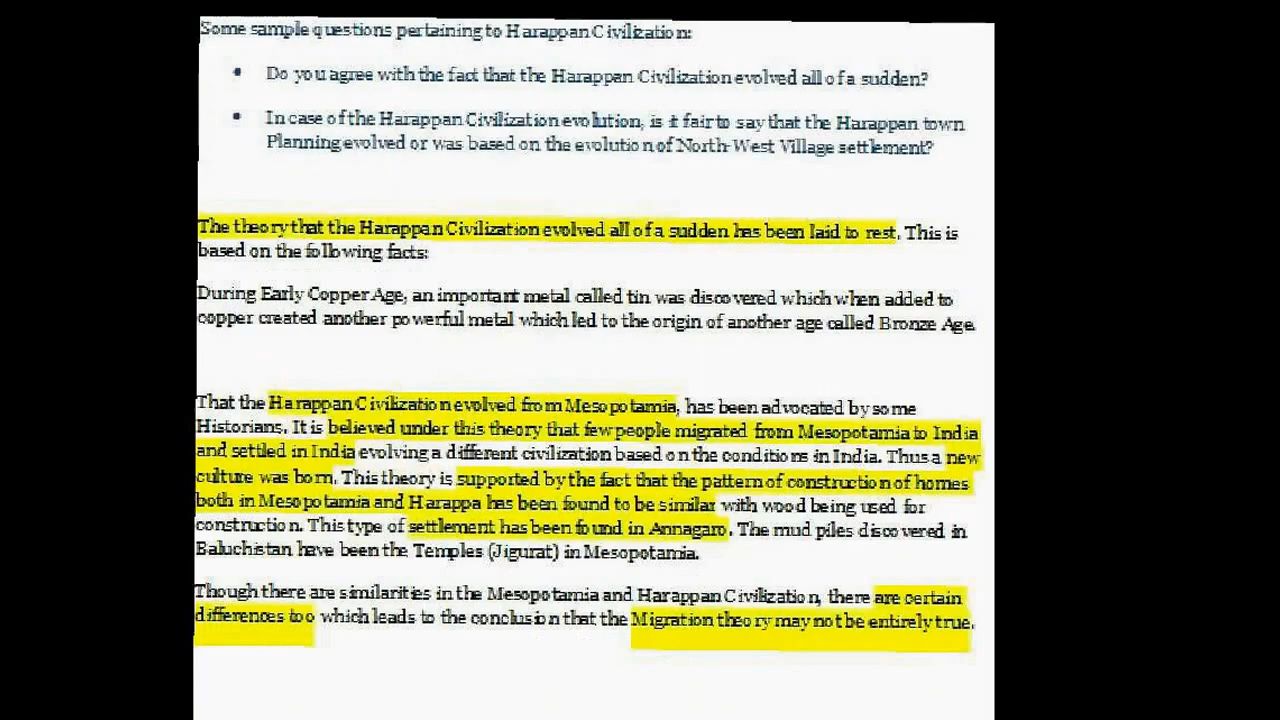 Some sample questions pertaining to Harappan Civilization:
• Do you agree with the fact that the Harappan Civilization evolved all of a sudden?
• In case of the Harappan Civilization evolution, is it fair to say that the Harappan town
Planning evolved or was based on the evolution of North-West Village settlement?
The theory that the Harappan Civilization evolved all of a sudden has been laid to rest. This is
based on the following facts:
During Early Copper Age, an important metal called tin was discovered which when added to
copper created another powerful metal which led to the origin of another age called Bronze Age.
That the Harappan Civilization evolved from Mesopotamia, has been advocated by some
Historians. It is believed under this theory that few people migrated from Mesopotamia to India
and settled in India evolving a different civilization based on the conditions in India. Thus a new
culture was born. This theory is supported by the fact that the pattern of construction of homes
both in Mesopotamia and Harappa has been found to be similar with wood being used for
construction. This type of settlement has been found in Annagaro. The mud piles discovered in
Baluchistan have been the Temples (Jigurat) in Mesopotamia.
Though there are similarities in the Mesopotamia and Harappan Civilization, there are certain
differences too which leads to the conclusion that the Migration theory may not be entirely true.